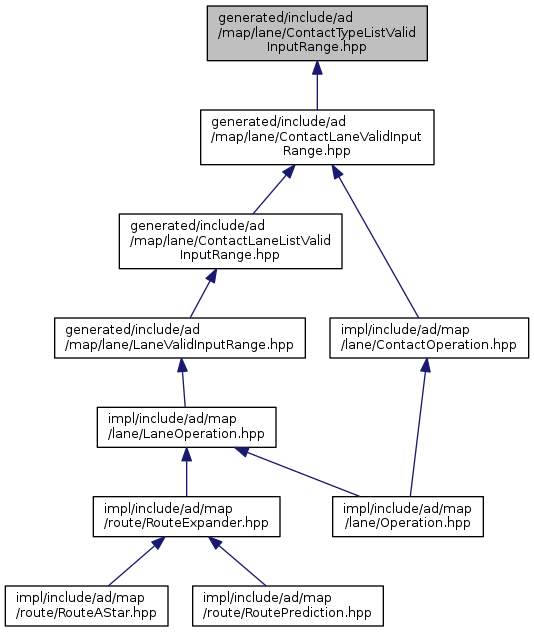 generated/include/ad
/map/lane/ContactTypeListValid
InputRange.hpp
generated/include/ad
/map/lane/ContactLaneValidInput
Range.hpp
generated/include/ad
/map/lane/ContactLaneListValid
InputRange.hpp
generated/include/ad
/map/lane/LaneValidInputRange.hpp
impl/include/ad/map
/lane/ContactOperation.hpp
impl/include/ad/map
/lane/LaneOperation.hpp
impl/include/ad/map
/route/RouteExpander.hpp
impl/include/ad/map
/lane/Operation.hpp
impl/include/ad/map
/route/RouteAStar.hpp
impl/include/ad/map
/route/RoutePrediction.hpp